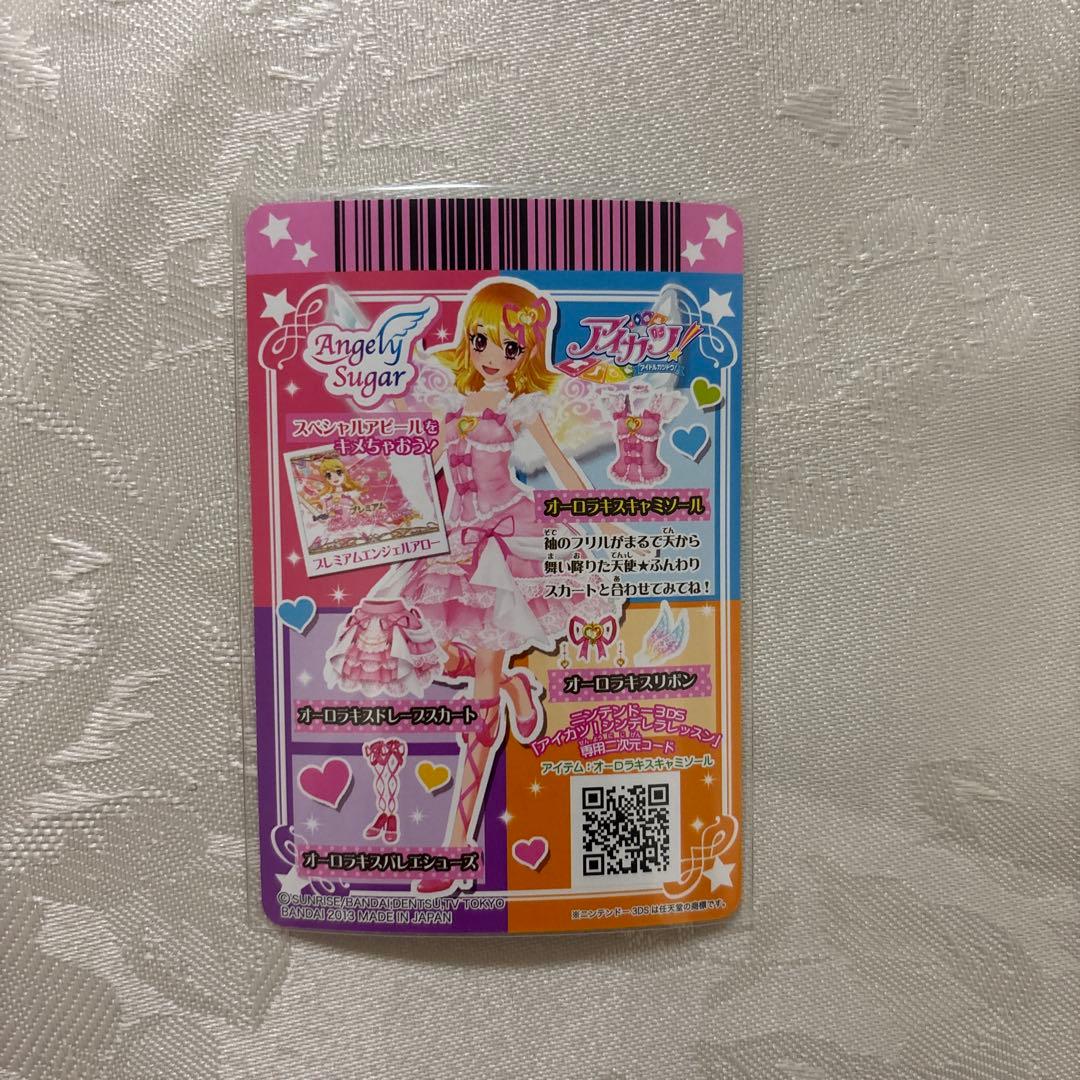 Angely
Sugar
アイカツ!
アイドルカツドウ!
スペシャルアピールを
キメちゃおう!
プレミアム
プレミアムエンジェルアロー
オーロラキスキャミソール
袖のフリルがまるで天から
舞い降りた天使★ふんわり
スカートと合わせてみてね!
オーロラキスリボン
オーロラキスドレープスカート
ニンテンドー3DS
「アイカツ!シンデレラレッスン」
専用二次元コード
アイテム:オーロラキスキャミソール
オーロラキスバレエシューズ
©SUNRISE/BANDAI,DENTSU,TV TOKYO
BANDAI 2013 MADE IN JAPAN
※ニンテンドー3DSは任天堂の商標です。